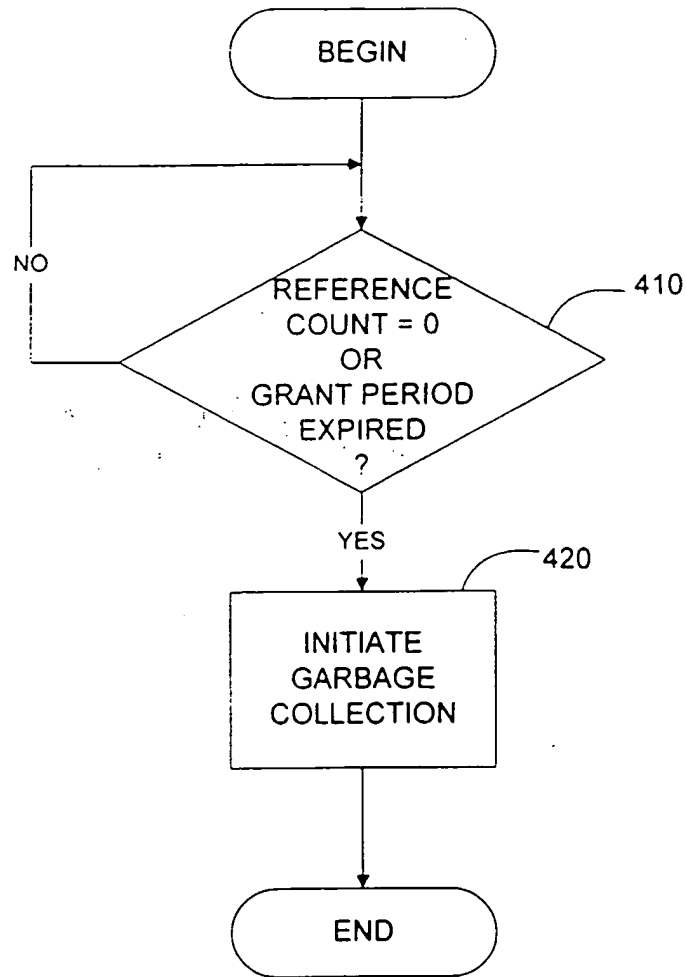 BEGIN
NO
REFERENCE
COUNT = 0
OR
GRANT PERIOD
EXPIRED
?
410
YES
420
INITIATE
GARBAGE
COLLECTION
END